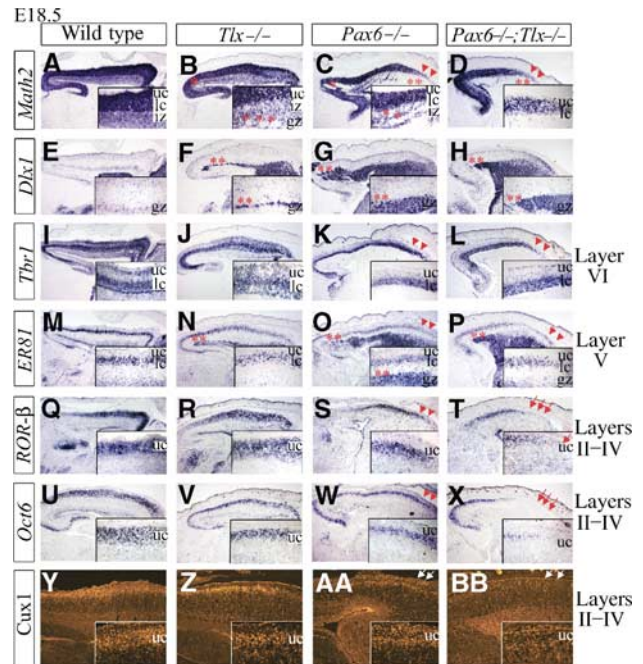 E18.5
Wild type Tlx –/– Pax6–/– Pax6–/–;Tlx–/–
Math2
A uc lc iz
B uc lc iz gz
C uc lc iz
D uc lc
Dlx1
E gz
F
G
H gz
Tbr1
I uc lc
J uc lc
K
L uc lc
Layer VI
ER81
M uc lc
N
O uc lc gz
P uc lc
Layer V
ROR-β
Q uc
R
S
T uc
Layers II–IV
Oct6
U uc
V
W
X uc
Layers II–IV
Cux1
Y uc
Z
AA
BB uc
Layers II–IV